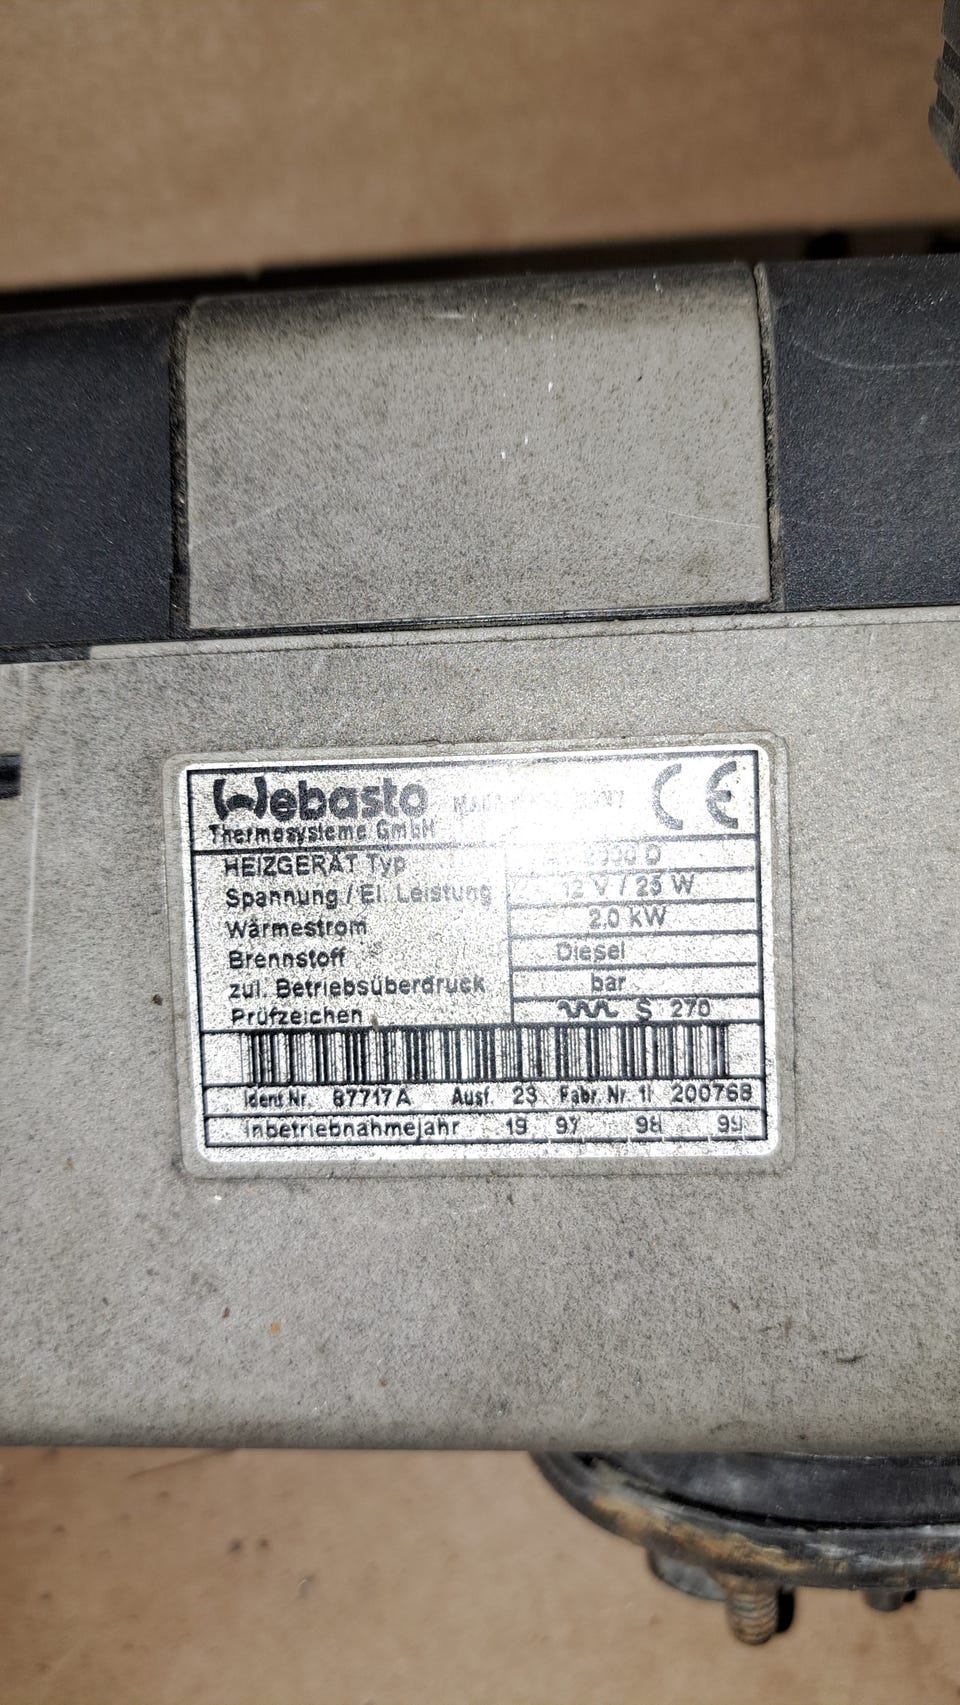 Webasto
Thermosysteme GmbH
HEIZGERÄT Typ
Spannung / El. Leistung 12 V / 25 W
Wärmestrom 2,0 kW
Brennstoff Diesel
zul. Betriebsüberdruck bar
Prüfzeichen S 270
Ident Nr. 87717A Ausf. 23 Fabr. Nr. 200768
Inbetriebnahmejahr 19 97 98 99